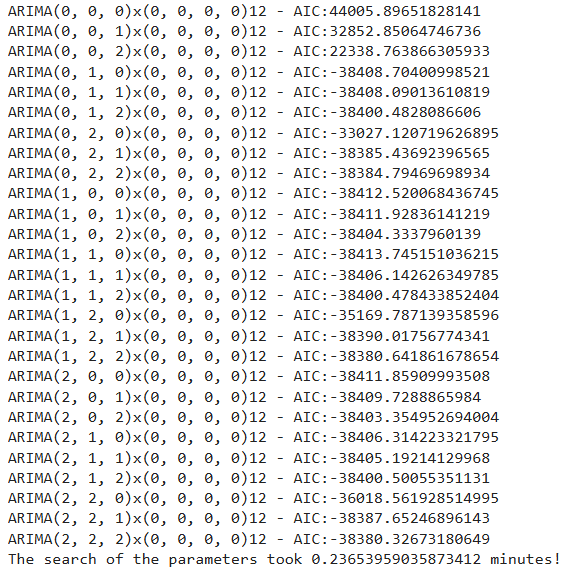 ARIMA(0, 0, 0)x(0, 0, 0, 0)12 - AIC:44005.89651828141
ARIMA(0, 0, 1)x(0, 0, 0, 0)12 - AIC:32852.85064746736
ARIMA(0, 0, 2)x(0, 0, 0, 0)12 - AIC:22338.763866305933
ARIMA(0, 1, 0)x(0, 0, 0, 0)12 - AIC:-38408.70400998521
ARIMA(0, 1, 1)x(0, 0, 0, 0)12 - AIC:-38408.09013610819
ARIMA(0, 1, 2)x(0, 0, 0, 0)12 - AIC:-38400.4828086606
ARIMA(0, 2, 0)x(0, 0, 0, 0)12 - AIC:-33027.120719626895
ARIMA(0, 2, 1)x(0, 0, 0, 0)12 - AIC:-38385.43692396565
ARIMA(0, 2, 2)x(0, 0, 0, 0)12 - AIC:-38384.79469698934
ARIMA(1, 0, 0)x(0, 0, 0, 0)12 - AIC:-38412.520068436745
ARIMA(1, 0, 1)x(0, 0, 0, 0)12 - AIC:-38411.92836141219
ARIMA(1, 0, 2)x(0, 0, 0, 0)12 - AIC:-38404.3337960139
ARIMA(1, 1, 0)x(0, 0, 0, 0)12 - AIC:-38413.745151036215
ARIMA(1, 1, 1)x(0, 0, 0, 0)12 - AIC:-38406.142626349785
ARIMA(1, 1, 2)x(0, 0, 0, 0)12 - AIC:-38400.478433852404
ARIMA(1, 2, 0)x(0, 0, 0, 0)12 - AIC:-35169.787139358596
ARIMA(1, 2, 1)x(0, 0, 0, 0)12 - AIC:-38390.01756774341
ARIMA(1, 2, 2)x(0, 0, 0, 0)12 - AIC:-38380.641861678654
ARIMA(2, 0, 0)x(0, 0, 0, 0)12 - AIC:-38411.85909993508
ARIMA(2, 0, 1)x(0, 0, 0, 0)12 - AIC:-38409.7288865984
ARIMA(2, 0, 2)x(0, 0, 0, 0)12 - AIC:-38403.354952694004
ARIMA(2, 1, 0)x(0, 0, 0, 0)12 - AIC:-38406.314223321795
ARIMA(2, 1, 1)x(0, 0, 0, 0)12 - AIC:-38405.19214129968
ARIMA(2, 1, 2)x(0, 0, 0, 0)12 - AIC:-38400.50055351131
ARIMA(2, 2, 0)x(0, 0, 0, 0)12 - AIC:-36018.561928514995
ARIMA(2, 2, 1)x(0, 0, 0, 0)12 - AIC:-38387.65246896143
ARIMA(2, 2, 2)x(0, 0, 0, 0)12 - AIC:-38380.32673180649
The search of the parameters took 0.23653959035873412 minutes!